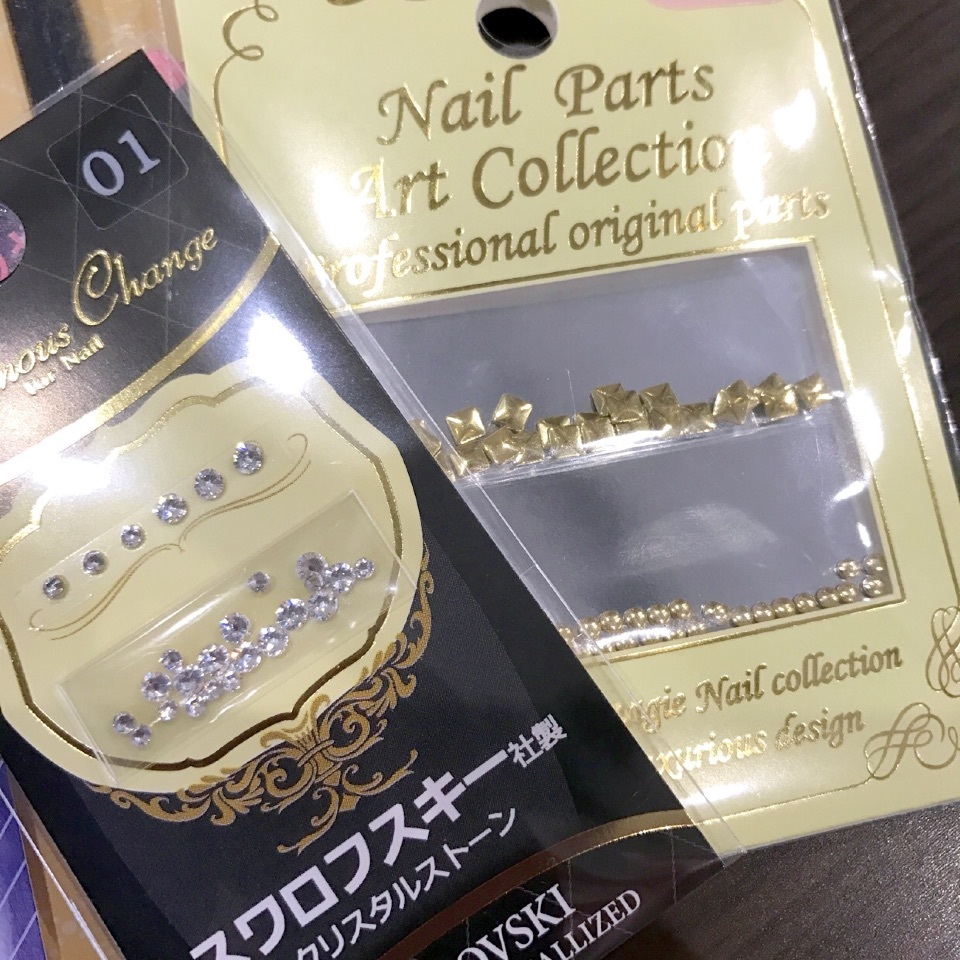 01
Change
for Nail
スワロフスキー社製
クリスタルストーン
Nail Parts
Art Collection
Professional original parts
Nail collection
design